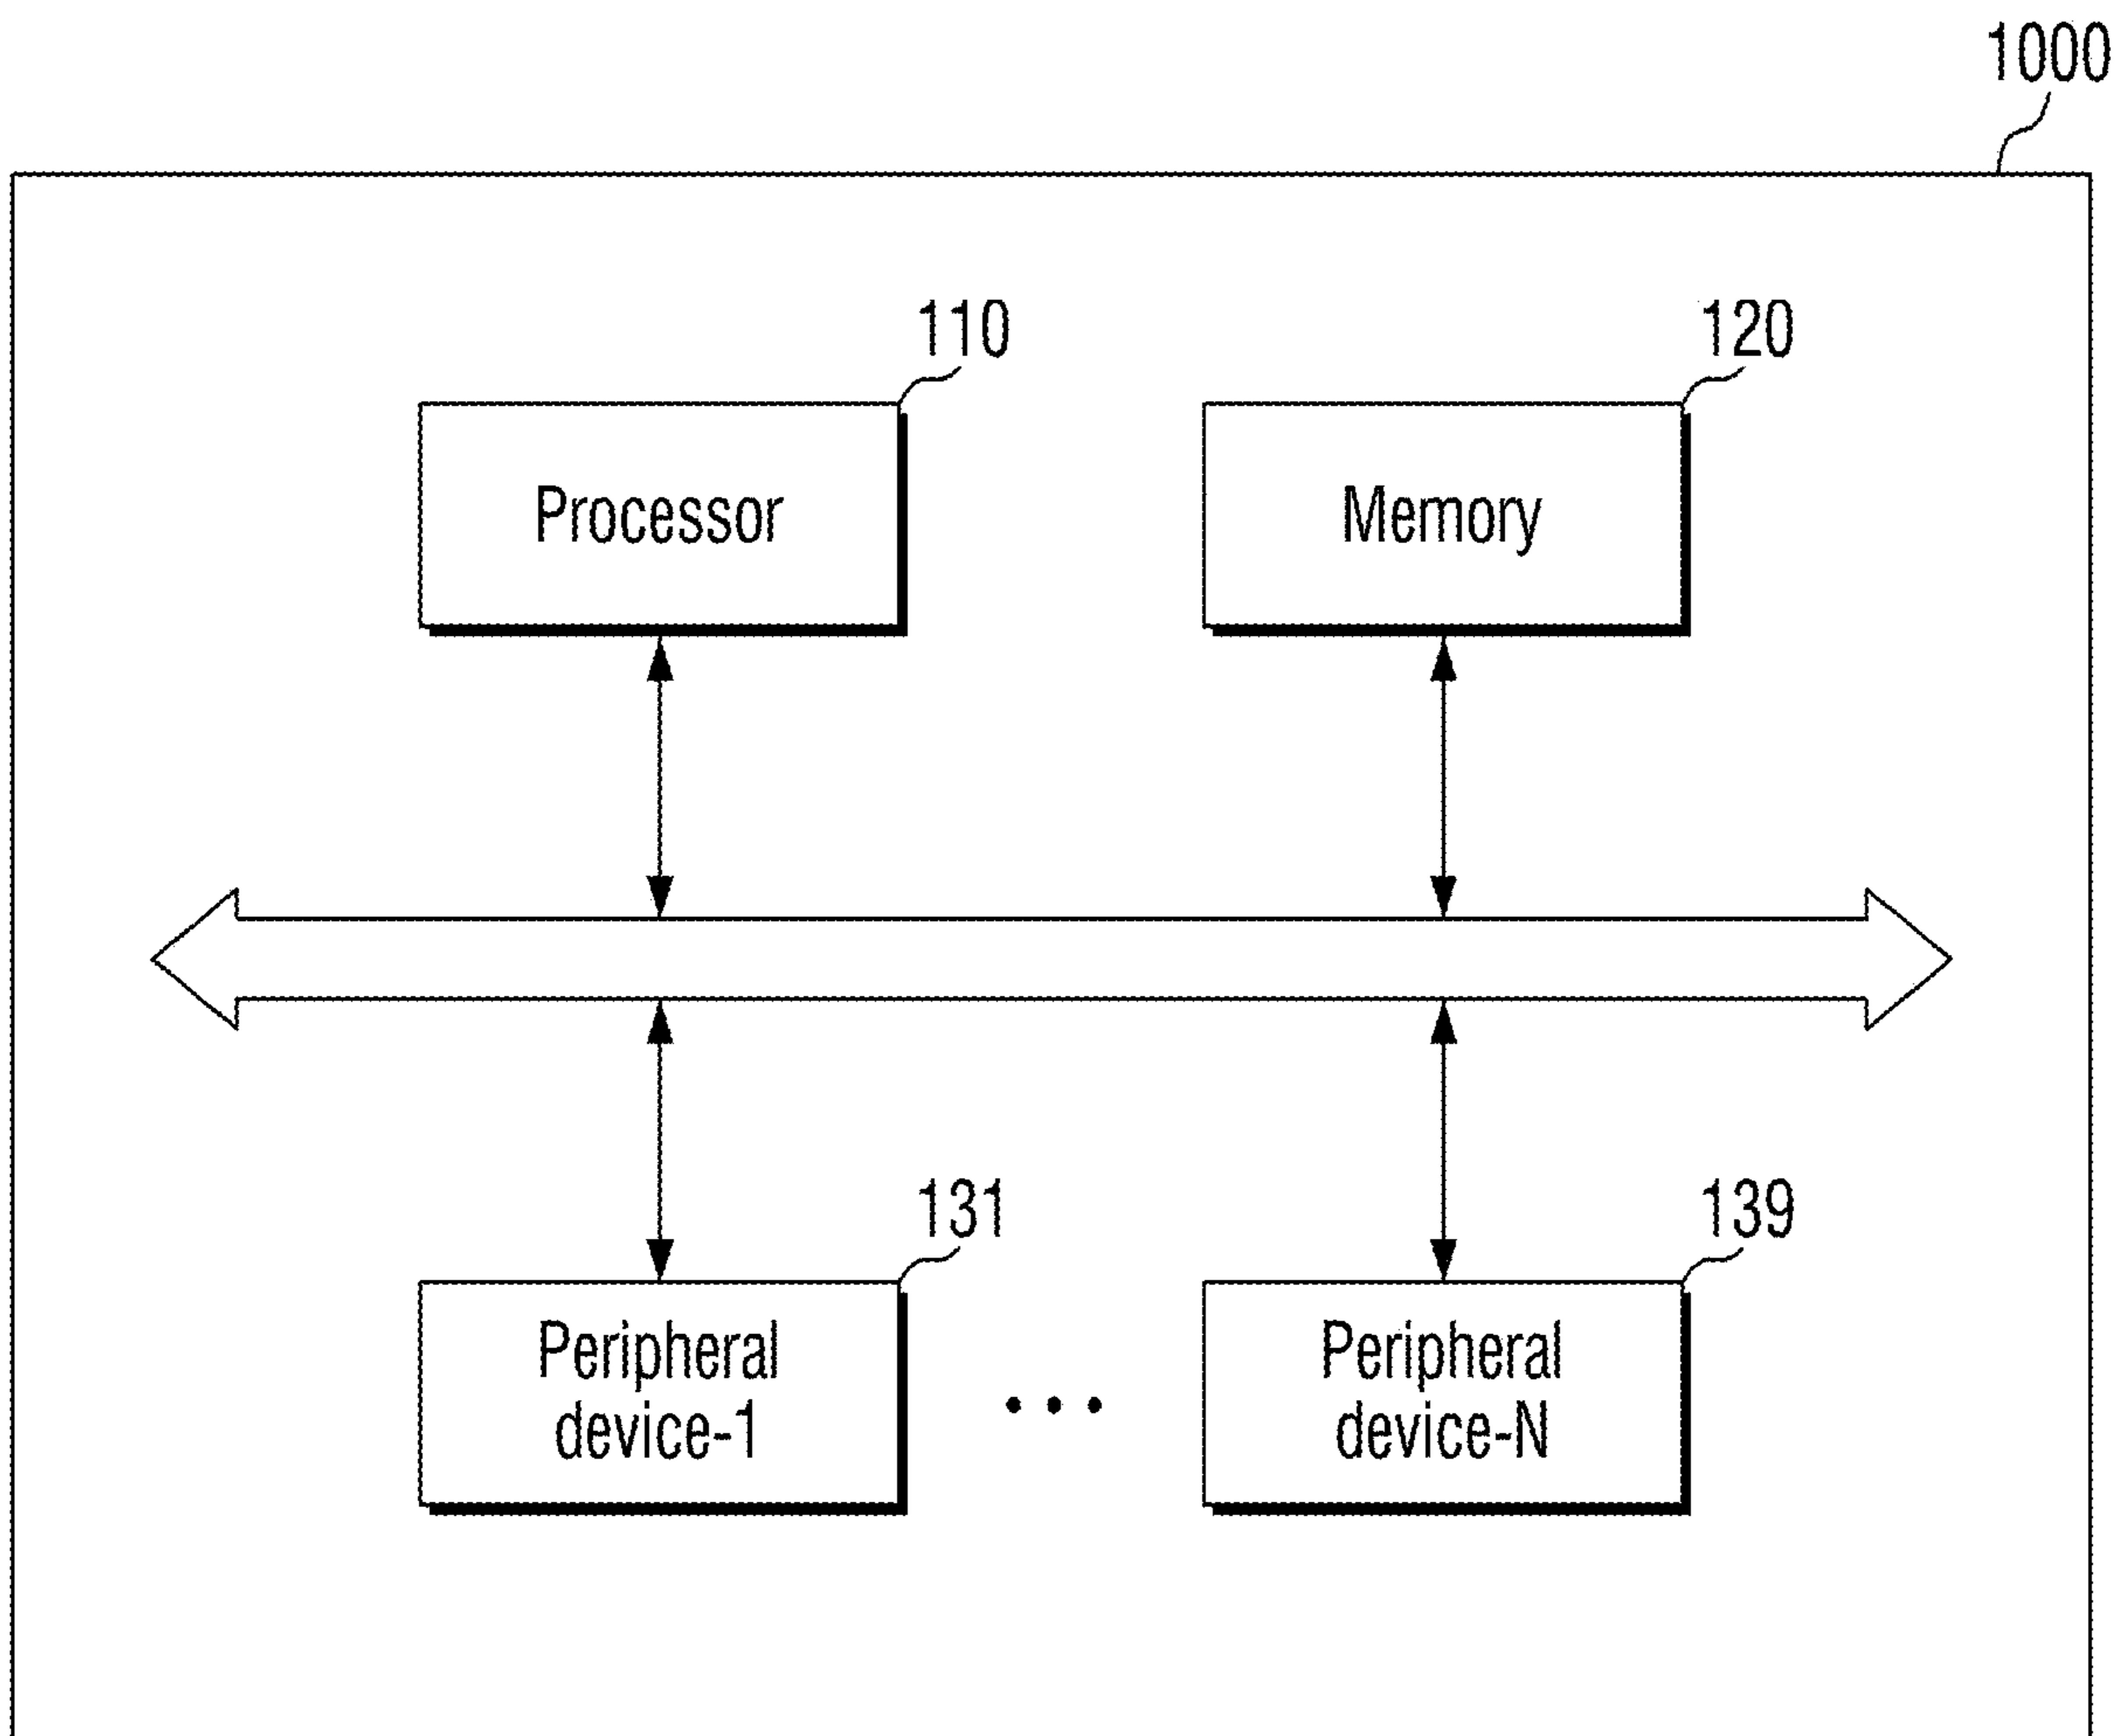 1000
110
120
Processor
Memory
131
139
Peripheral
device-1
Peripheral
device-N